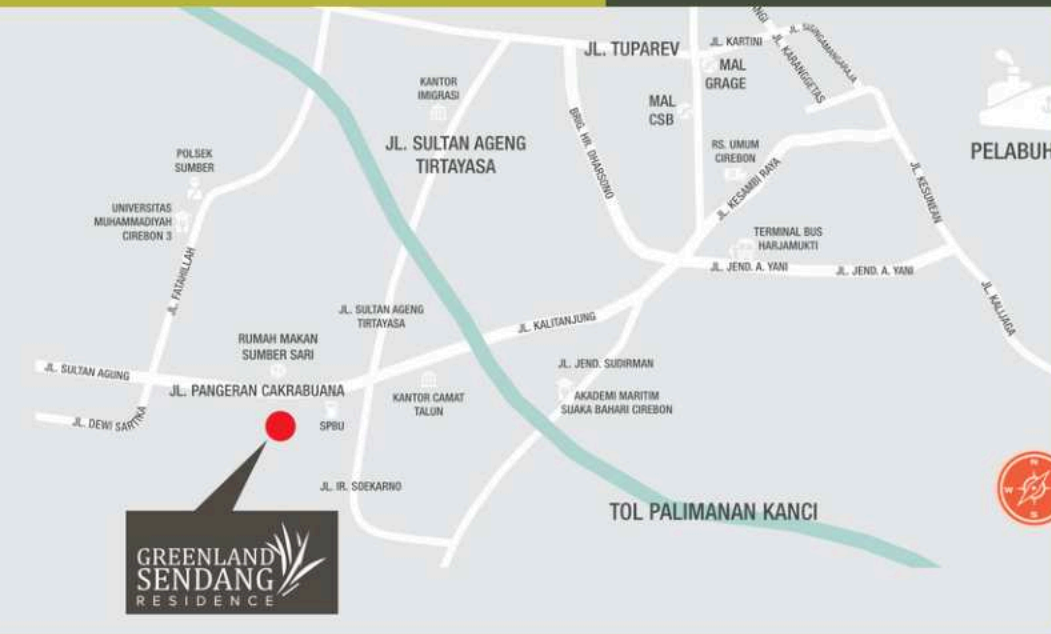 JL. TUPAREV
JL. KARTINI
JL. SISINGAMANGARAJA
JL. KARANGGETAS
MAL
GRAGE
MAL
CSB
KANTOR
IMIGRASI
JL. SULTAN AGENG
TIRTAYASA
BRIG. HR. DHARSONO
RS. UMUM
CIREBON
PELABUH
POLSEK
SUMBER
JL. KESAMBI RAYA
JL. KESUNEAN
UNIVERSITAS
MUHAMMADIYAH
CIREBON 3
TERMINAL BUS
HARJAMUKTI
JL. FATAHILLAH
JL. JEND. A. YANI
JL. JEND. A. YANI
JL. KALIJAGA
JL. SULTAN AGENG
TIRTAYASA
JL. KALITANJUNG
RUMAH MAKAN
SUMBER SARI
JL. SULTAN AGUNG
JL. JEND. SUDIRMAN
JL. PANGERAN CAKRABUANA
KANTOR CAMAT
TALUN
AKADEMI MARITIM
SUAKA BAHARI CIREBON
JL. DEWI SARTIKA
SPBU
JL. IR. SOEKARNO
N
W
S
TOL PALIMANAN KANCI
GREENLAND
SENDANG
RESIDENCE